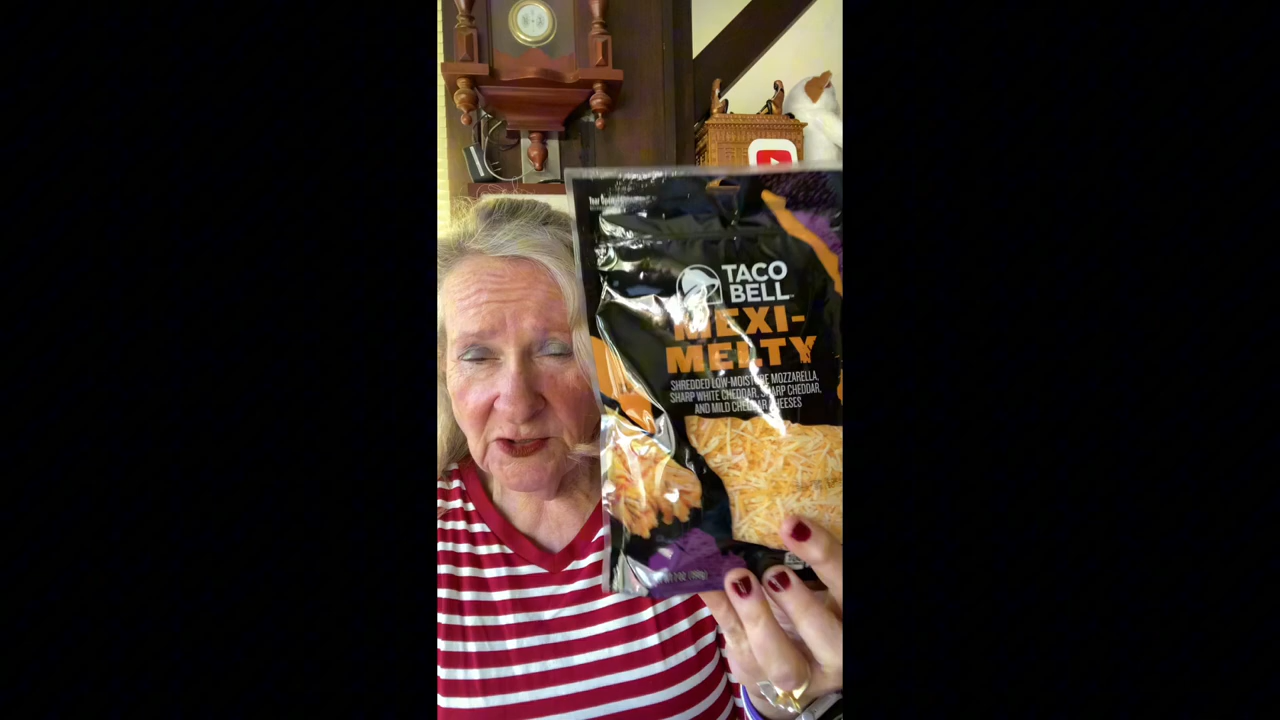 TACO
BELL
MEXI-
MELTY
SHREDDED LOW-MOISTURE MOZZARELLA,
SHARP WHITE CHEDDAR, SHARP CHEDDAR,
AND MILD CHEDDAR CHEESES